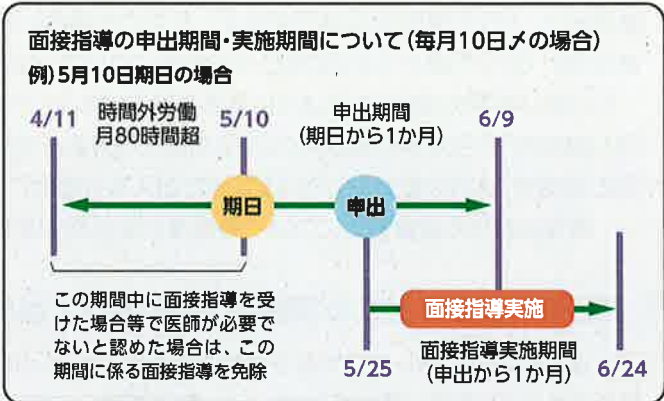 面接指導の申出期間・実施期間について(毎月10日〆の場合)
例)5月10日期日の場合
4/11
時間外労働
月80時間超
5/10
申出期間
(期日から1か月)
6/9
期日
申出
この期間中に面接指導を受
けた場合等で医師が必要で
ないと認めた場合は、この
期間に係る面接指導を免除
面接指導実施
5/25
面接指導実施期間
(申出から1か月)
6/24